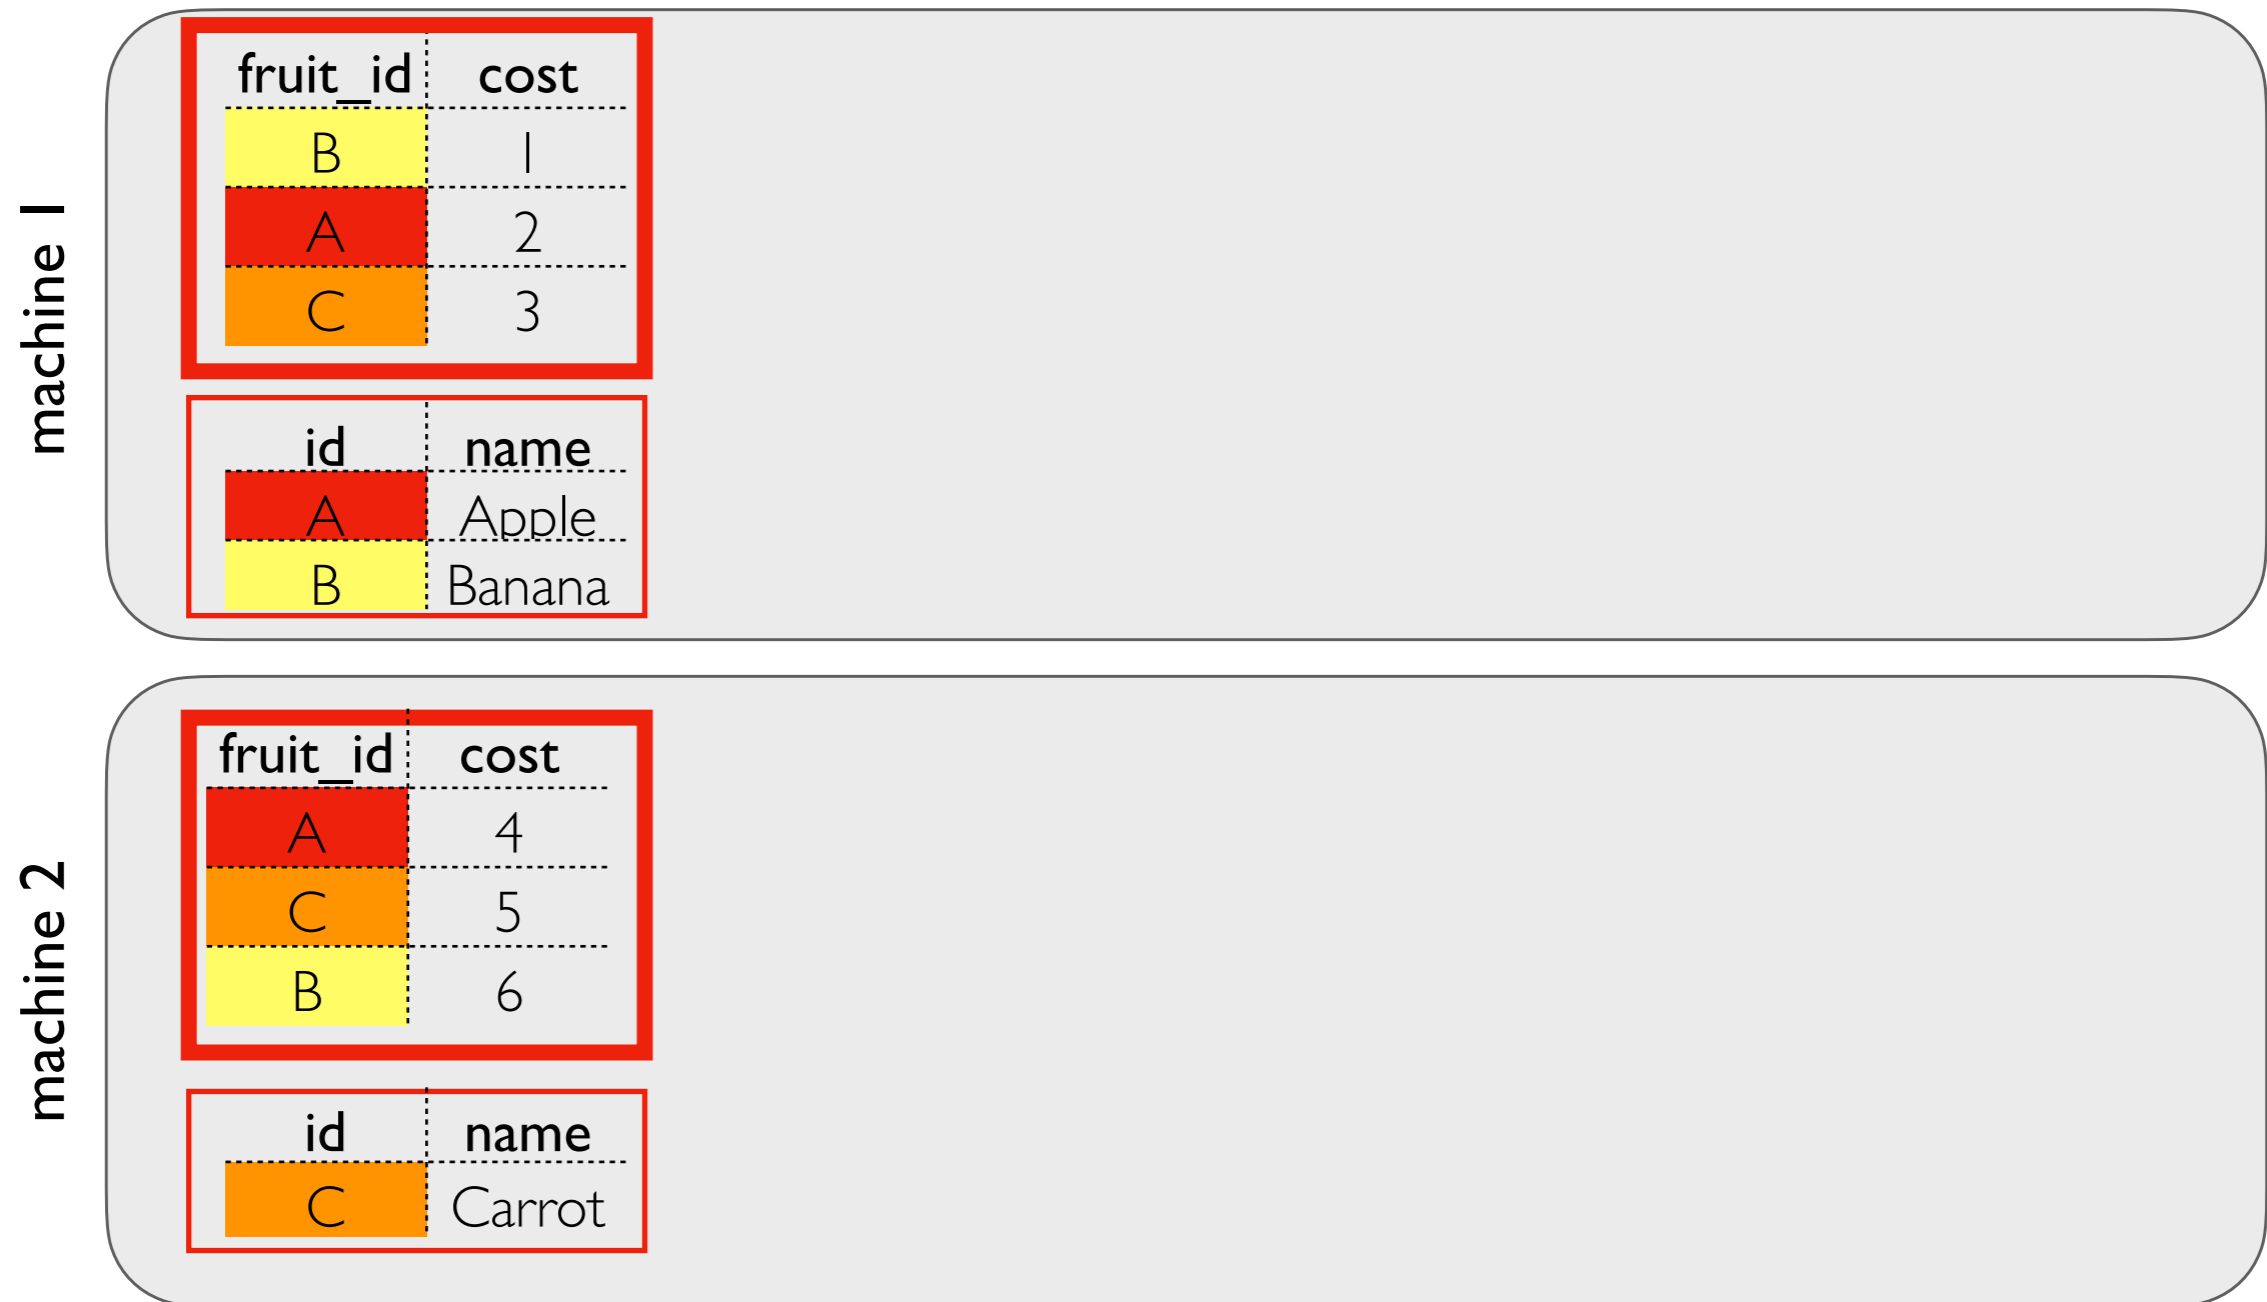 machine 1
fruit_id cost
B 1
A 2
C 3
id name
A Apple
B Banana
machine 2
fruit_id cost
A 4
C 5
B 6
id name
C Carrot